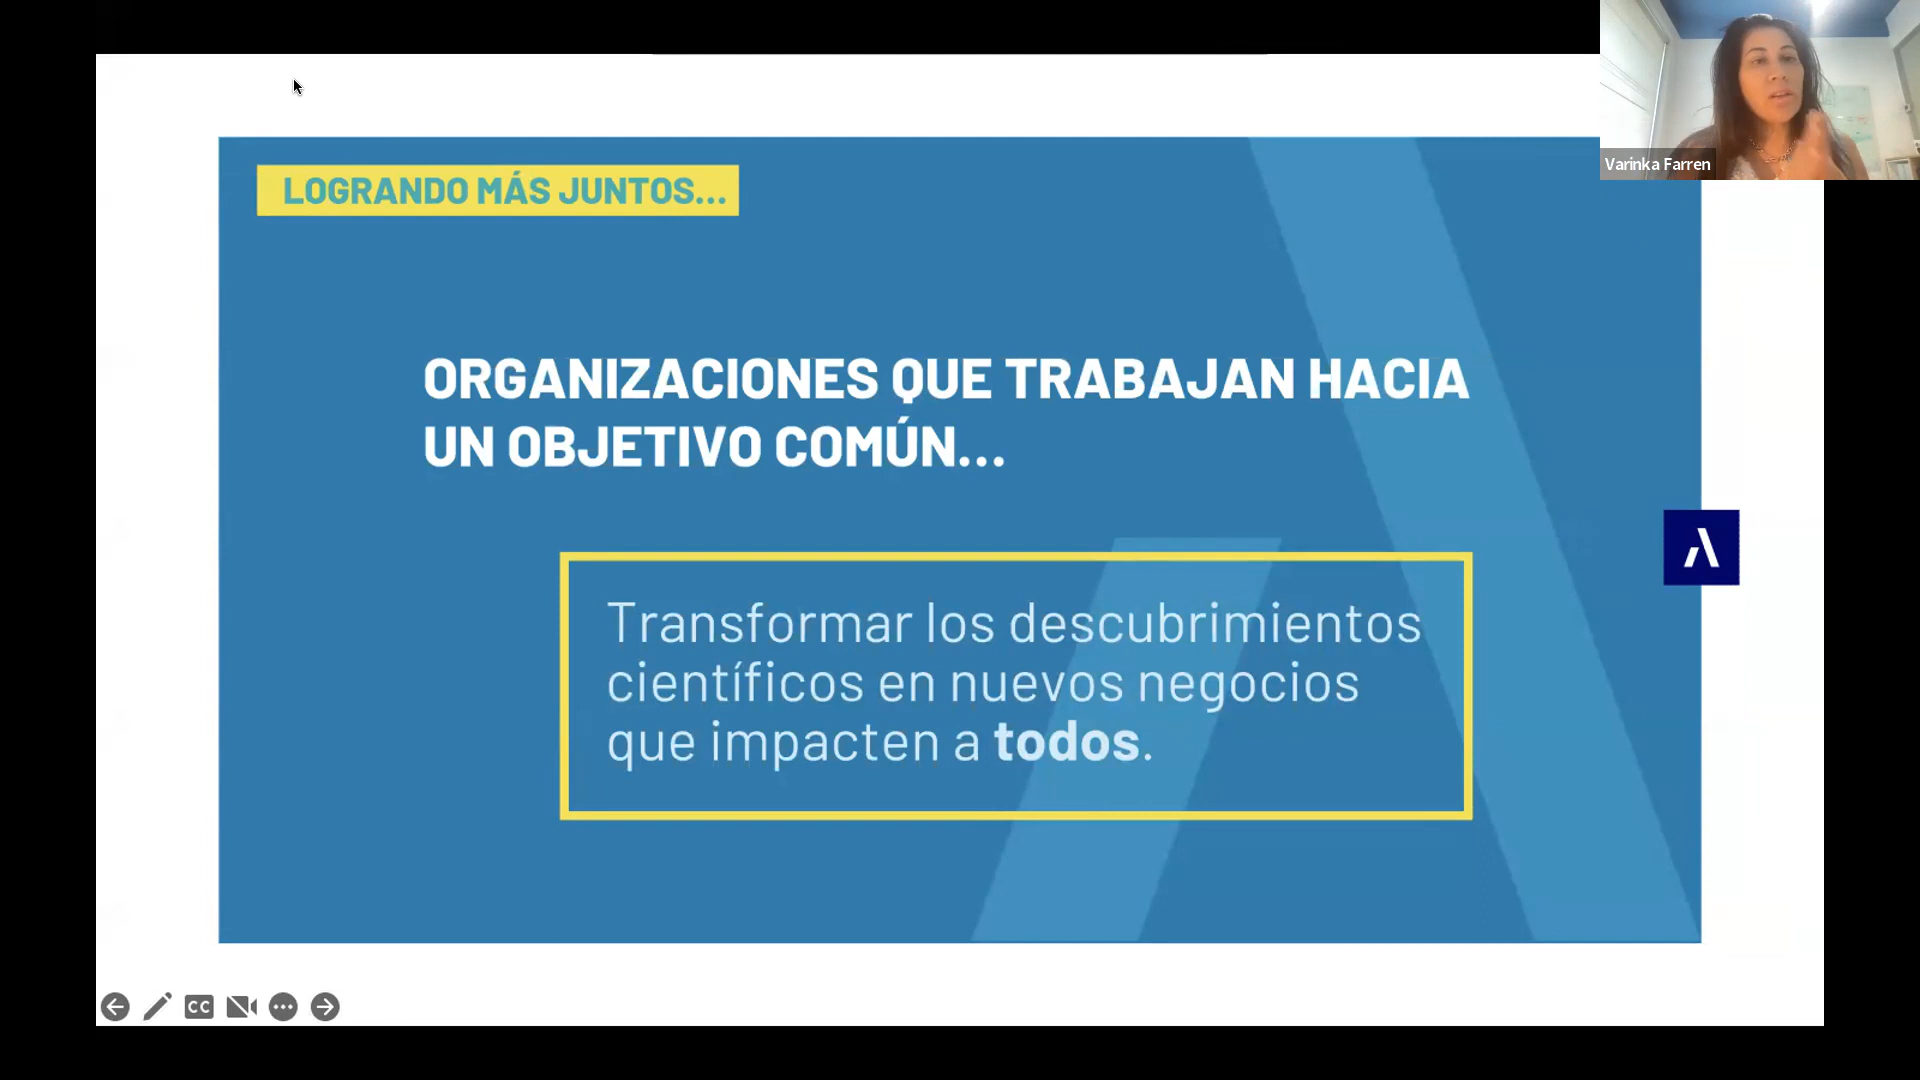 Varinka Farren
LOGRANDO MÁS JUNTOS...
ORGANIZACIONES QUE TRABAJAN HACIA
UN OBJETIVO COMÚN...
Transformar los descubrimientos
científicos en nuevos negocios
que impacten a todos.
CC